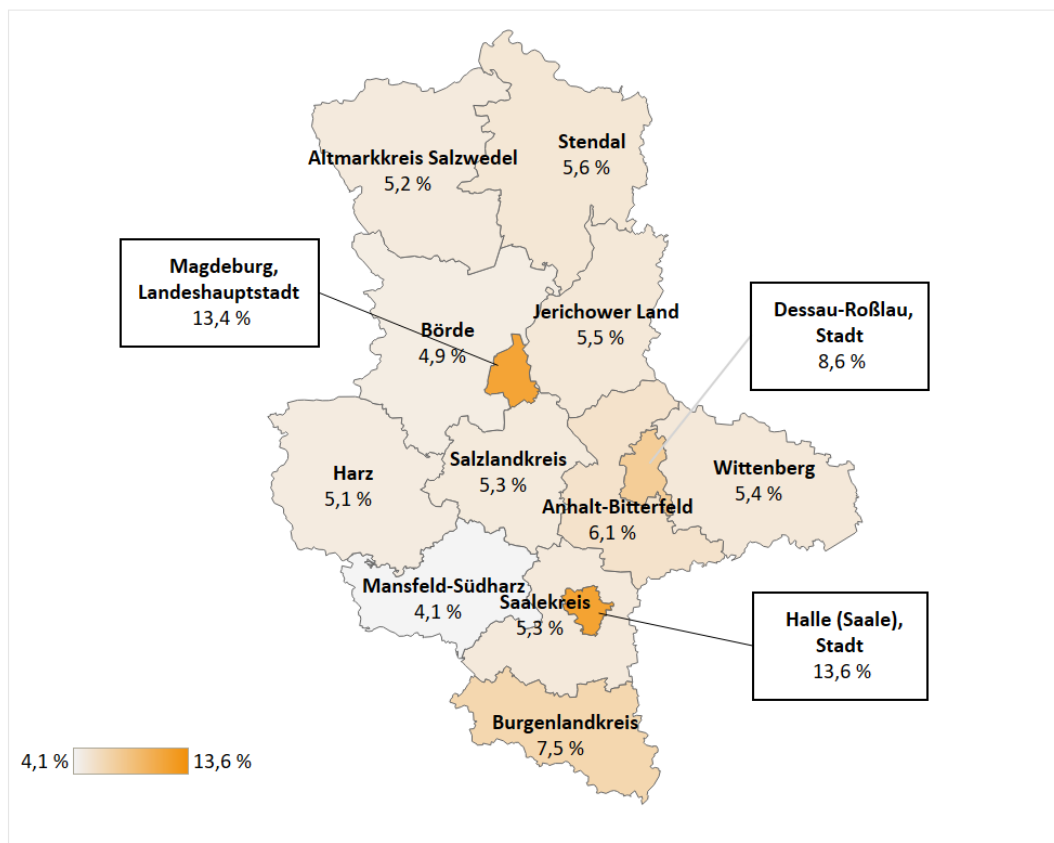 Stendal
5,6 %
Altmarkkreis Salzwedel
5,2 %
Magdeburg,
Landeshauptstadt
13,4 %
Jerichower Land
5,5 %
Dessau-Roßlau,
Stadt
8,6 %
Börde
4,9 %
Harz
5,1 %
Salzlandkreis
5,3 %
Wittenberg
5,4 %
Anhalt-Bitterfeld
6,1 %
Mansfeld-Südharz
4,1 %
Saalekreis
5,3 %
Halle (Saale),
Stadt
13,6 %
Burgenlandkreis
7,5 %
4,1 %
13,6 %